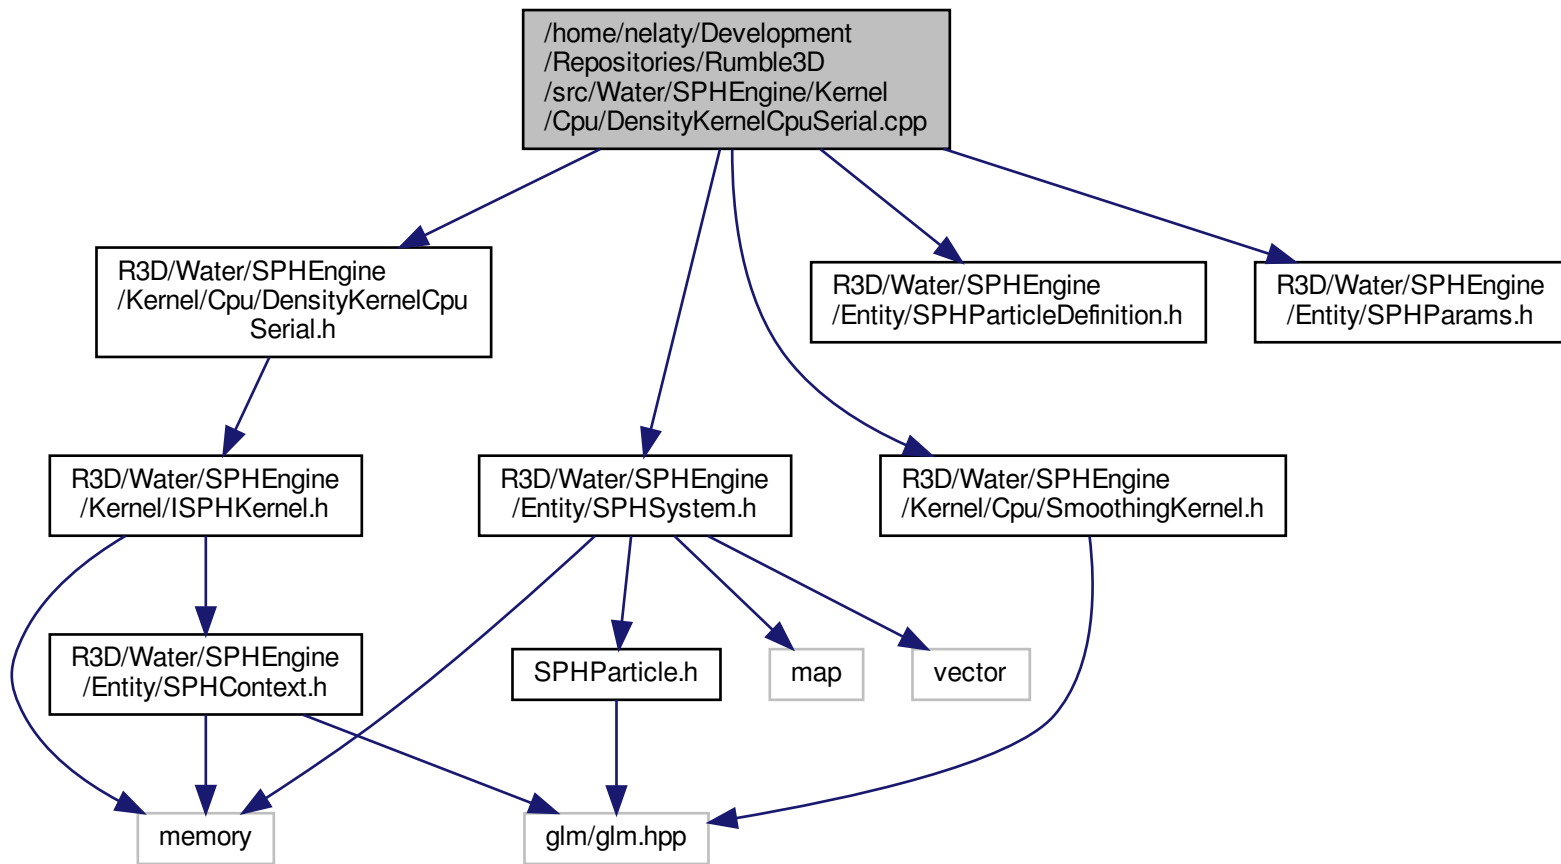 /home/nelaty/Development
/Repositories/Rumble3D
/src/Water/SPHEngine/Kernel
/Cpu/DensityKernelCpuSerial.cpp
R3D/Water/SPHEngine
/Kernel/Cpu/DensityKernelCpu
Serial.h
R3D/Water/SPHEngine
/Entity/SPHParticleDefinition.h
R3D/Water/SPHEngine
/Entity/SPHParams.h
R3D/Water/SPHEngine
/Kernel/ISPHKernel.h
R3D/Water/SPHEngine
/Entity/SPHSystem.h
R3D/Water/SPHEngine
/Kernel/Cpu/SmoothingKernel.h
R3D/Water/SPHEngine
/Entity/SPHContext.h
SPHParticle.h
map
vector
memory
glm/glm.hpp